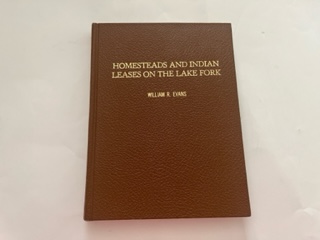 HOMESTEADS AND INDIAN
LEASES ON THE LAKE FORK
WILLIAM R. EVANS